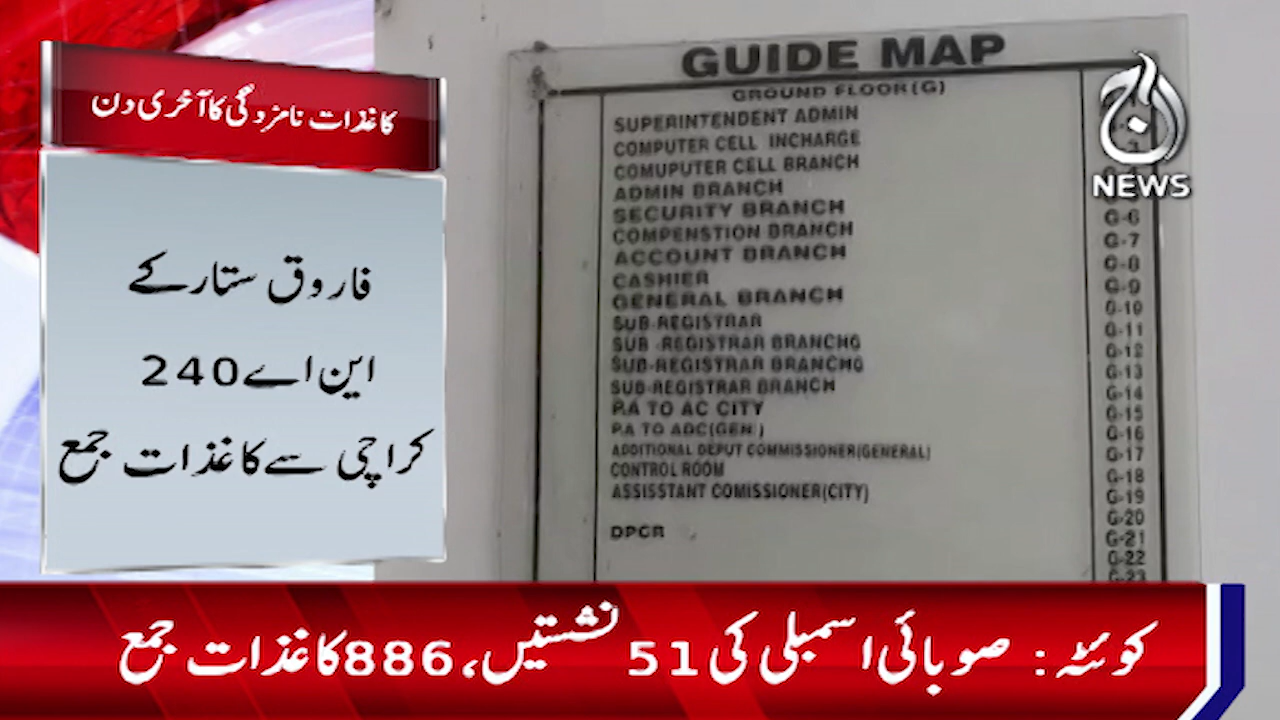 کاغذات نامزدگی کا آخری دن
فاروق ستار کے
این اے 240
کراچی سے کاغذات جمع
GUIDE MAP
GROUND FLOOR(G)
SUPERINTENDENT ADMIN
COMPUTER CELL INCHARGE
COMUPUTER CELL BRANCH
ADMIN BRANCH
SECURITY BRANCH G-6
COMPENSTION BRANCH G-7
ACCOUNT BRANCH G-8
CASHIER G-9
GENERAL BRANCH G-10
SUB-REGISTRAR G-11
SUB -REGISTRAR BRANCHG G-12
SUB-REGISTRAR BRANCHG G-13
SUB-REGISTRAR BRANCH G-14
P.A TO AC CITY G-15
P.A TO ADC(GEN.) G-16
ADDITIONAL DEPUT COMMISSIONER(GENERAL) G-17
CONTROL ROOM G-18
ASSISSTANT COMISSIONER(CITY) G-19
G-20
DPCR G-21
G-22
G-23
آج
NEWS
کوئٹہ: صوبائی اسمبلی کی 51 نشستیں، 886 کاغذات جمع